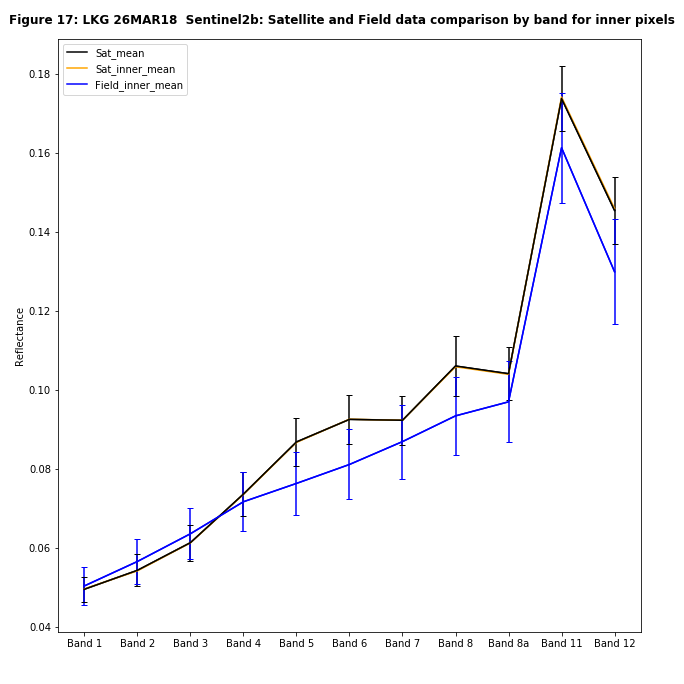 Figure 17: LKG 26MAR18 Sentinel2b: Satellite and Field data comparison by band for inner pixels
Sat_mean
Sat_inner_mean
Field_inner_mean
Reflectance
0.18
0.16
0.14
0.12
0.10
0.08
0.06
0.04
Band 1 Band 2 Band 3 Band 4 Band 5 Band 6 Band 7 Band 8 Band 8a Band 11 Band 12